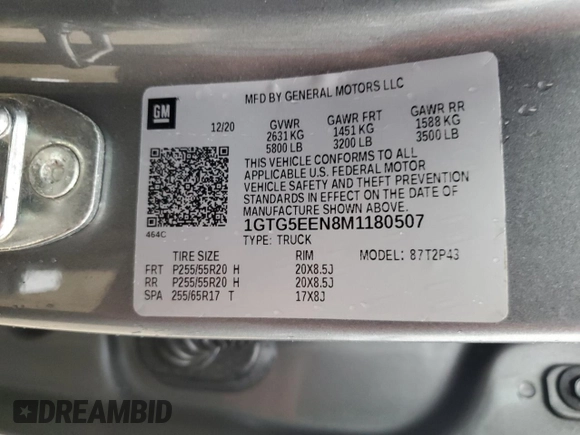 GM
MFD BY GENERAL MOTORS LLC
12/20
GVWR GAWR FRT GAWR RR
2631 KG 1451 KG 1588 KG
5800 LB 3200 LB 3500 LB
THIS VEHICLE CONFORMS TO ALL
APPLICABLE U.S. FEDERAL MOTOR
VEHICLE SAFETY AND THEFT PREVENTION
STANDARDS IN EFFECT ON THE DATE OF
MANUFACTURE SHOWN ABOVE.
464C
1GTG5EEN8M1180507
TYPE: TRUCK
MODEL: 87T2P43
TIRE SIZE RIM
FRT P255/55R20 H 20X8.5J
RR P255/55R20 H 20X8.5J
SPA 255/65R17 T 17X8J
DREAMBID